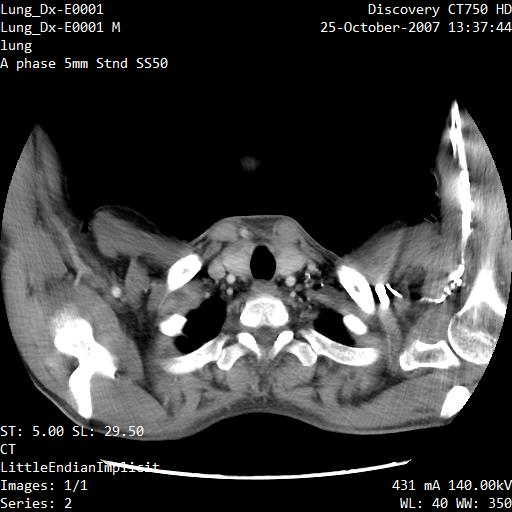 Lung_Dx-E0001
Discovery CT750 HD
Lung_Dx-E0001 M
25-October-2007 13:37:44
lung
A phase 5mm Stnd SS50
ST: 5.00 SL: 29.50
CT
LittleEndianImplicit
Images: 1/1
431 mA 140.00kV
Series: 2
WL: 40 WW: 350